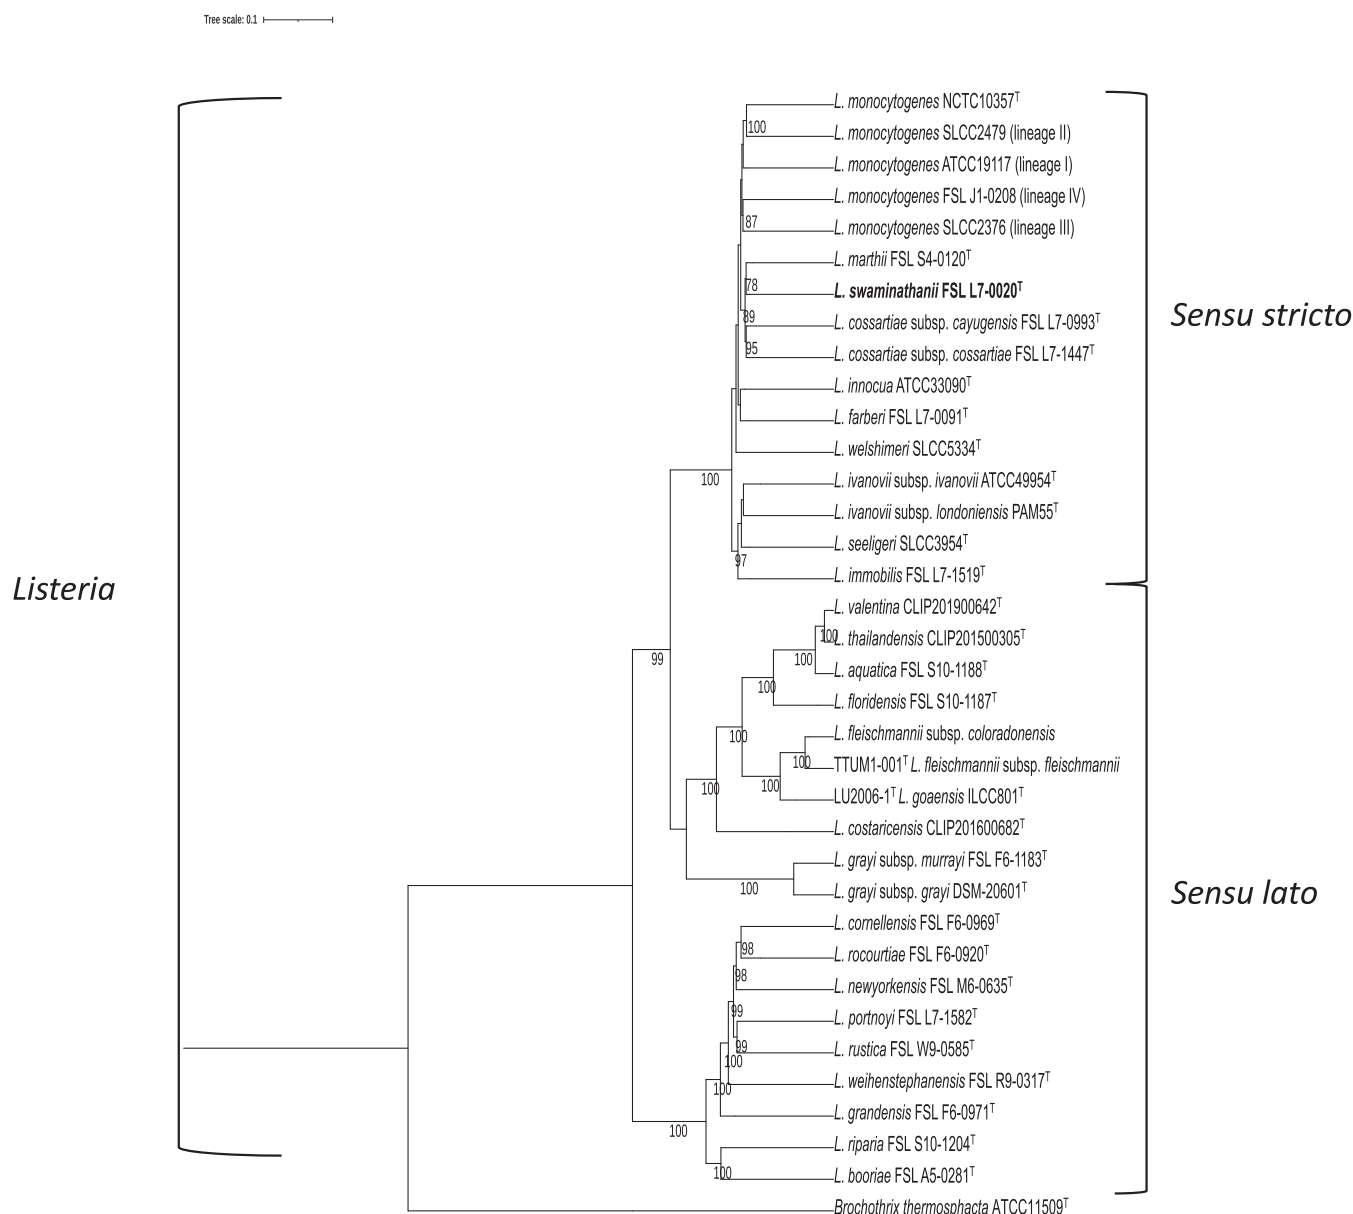 Tree scale: 0.1
L. monocytogenes NCTC10357T
100
L. monocytogenes SLCC2479 (lineage II)
L. monocytogenes ATCC19117 (lineage I)
L. monocytogenes FSL J1-0208 (lineage IV)
87
L. monocytogenes SLCC2376 (lineage III)
L. marthii FSL S4-0120T
78
L. swaminathanii FSL L7-0020T
Sensu stricto
89
L. cossartiae subsp. cayugensis FSL L7-0993T
95
L. cossartiae subsp. cossartiae FSL L7-1447T
L. innocua ATCC33090T
L. farberi FSL L7-0091T
L. welshimeri SLCC5334T
100
L. ivanovii subsp. ivanovii ATCC49954T
L. ivanovii subsp. londoniensis PAM55T
L. seeligeri SLCC3954T
97
L. immobilis FSL L7-1519T
Listeria
L. valentina CLIP201900642T
100
L. thailandensis CLIP201500305T
99
100
L. aquatica FSL S10-1188T
100
L. floridensis FSL S10-1187T
100
L. fleischmannii subsp. coloradonensis
100
TTUM1-001T L. fleischmannii subsp. fleischmannii
100
100
LU2006-1T L. goaensis ILCC801T
L. costaricensis CLIP201600682T
L. grayi subsp. murrayi FSL F6-1183T
100
L. grayi subsp. grayi DSM-20601T
Sensu lato
L. cornellensis FSL F6-0969T
98
L. rocourtiae FSL F6-0920T
98
L. newyorkensis FSL M6-0635T
99
L. portnoyi FSL L7-1582T
99
L. rustica FSL W9-0585T
100
L. weihenstephanensis FSL R9-0317T
100
L. grandensis FSL F6-0971T
100
L. riparia FSL S10-1204T
100
L. booriae FSL A5-0281T
Brochothrix thermosphacta ATCC11509T